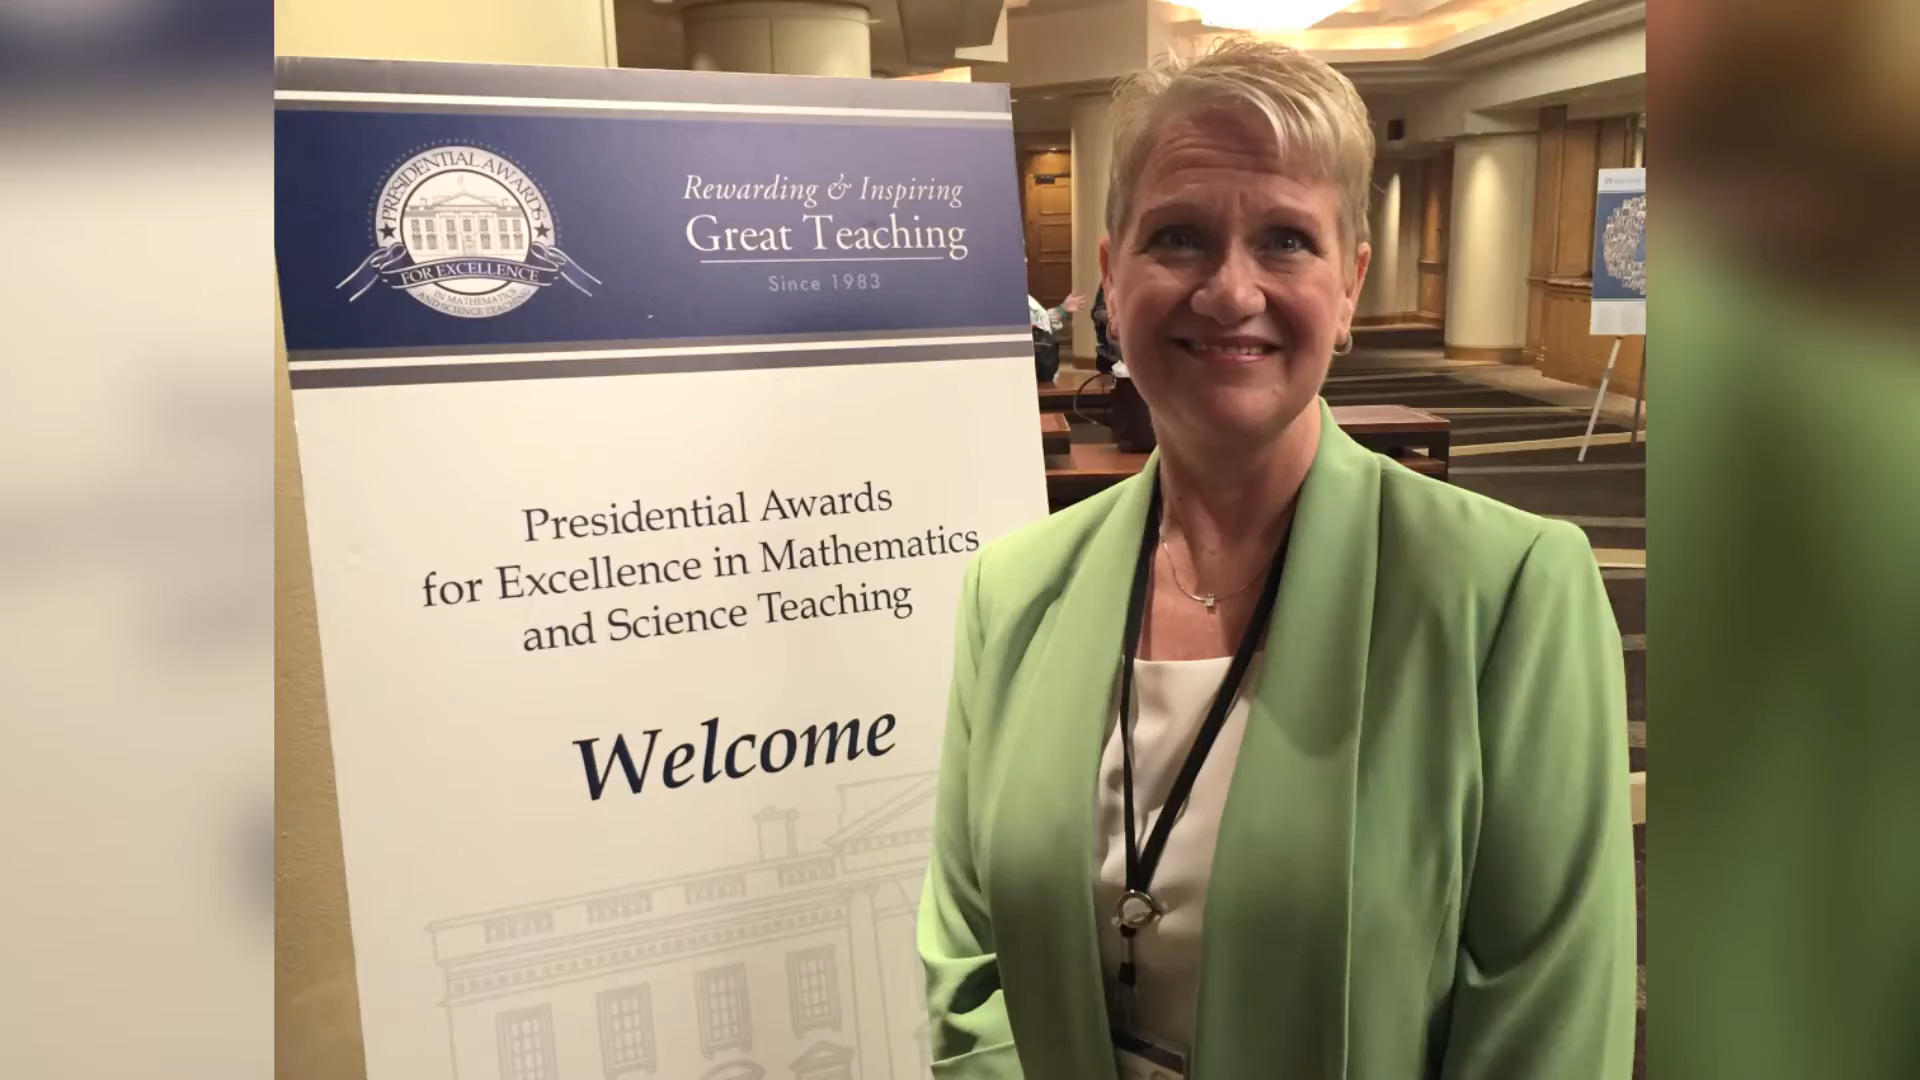 PRESIDENTIAL AWARDS
FOR EXCELLENCE
IN MATHEMATICS
AND SCIENCE TEACHING
Rewarding & Inspiring
Great Teaching
Since 1983
Presidential Awards
for Excellence in Mathematics
and Science Teaching
Welcome